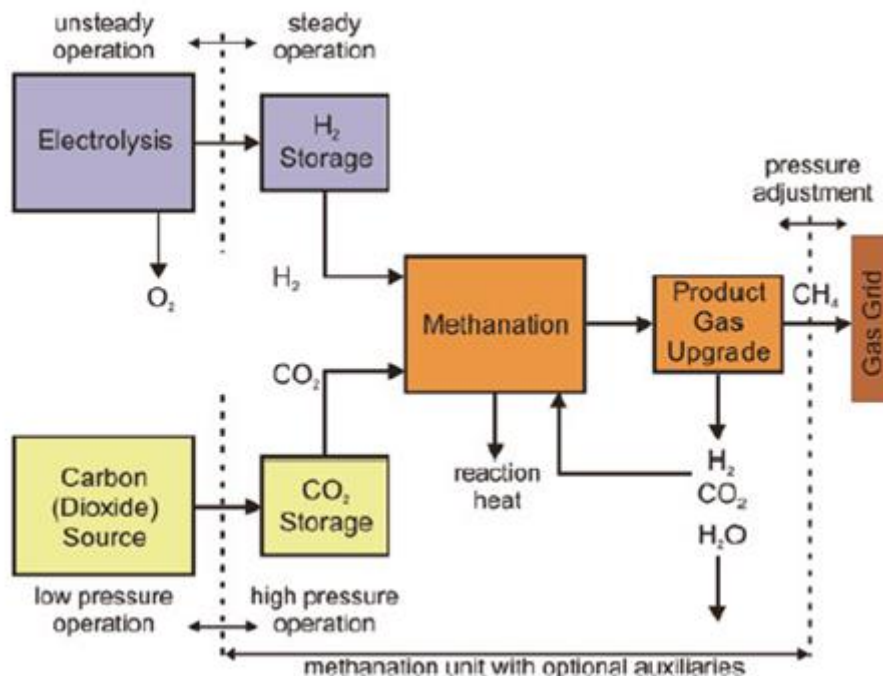 unsteady
operation
steady
operation
Electrolysis
H₂
Storage
O₂
H₂
pressure
adjustment
Methanation
Product
Gas
Upgrade
CH₄
Gas Grid
CO₂
Carbon
(Dioxide)
Source
CO₂
Storage
reaction
heat
H₂
CO₂
H₂O
low pressure
operation
high pressure
operation
methanation unit with optional auxiliaries